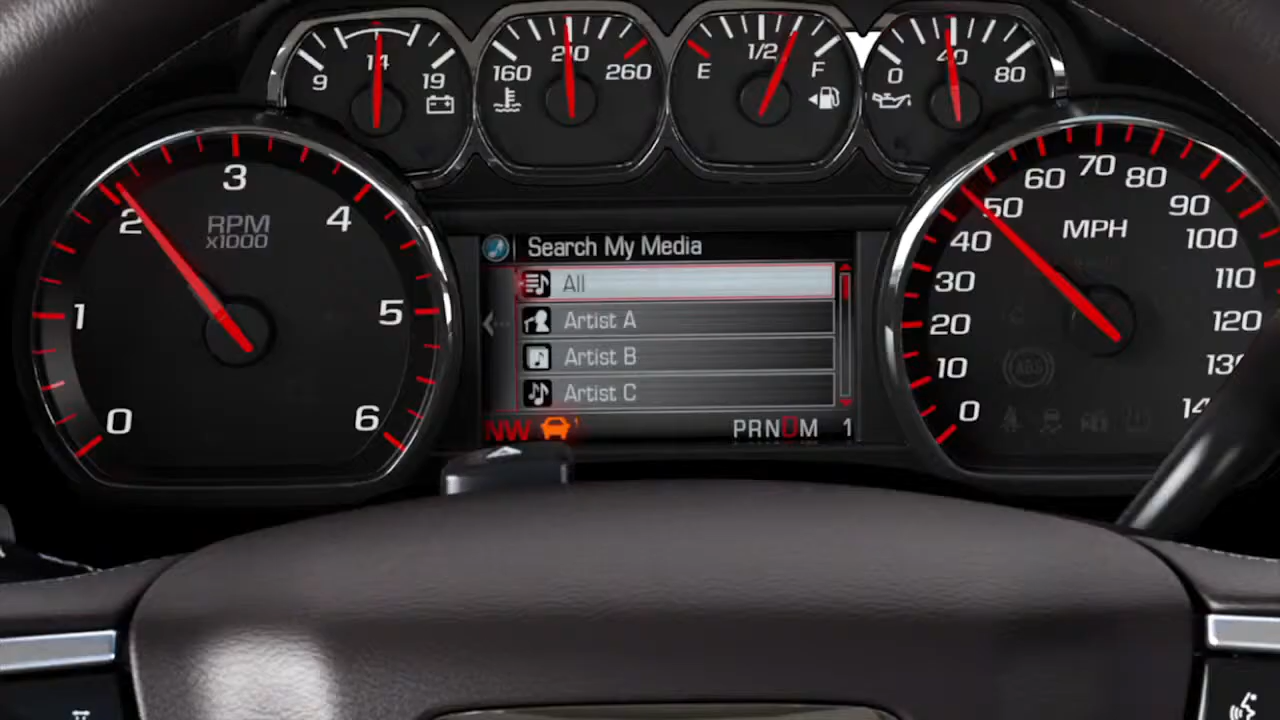 9 14 19
160 210 260
E 1/2 F
0 40 80
0 1 2 3 4 5 6
RPM
x1000
Search My Media
All
Artist A
Artist B
Artist C
NW
PRNDM 1
0 10 20 30 40 50 60 70 80 90 100 110 120
MPH
ABS